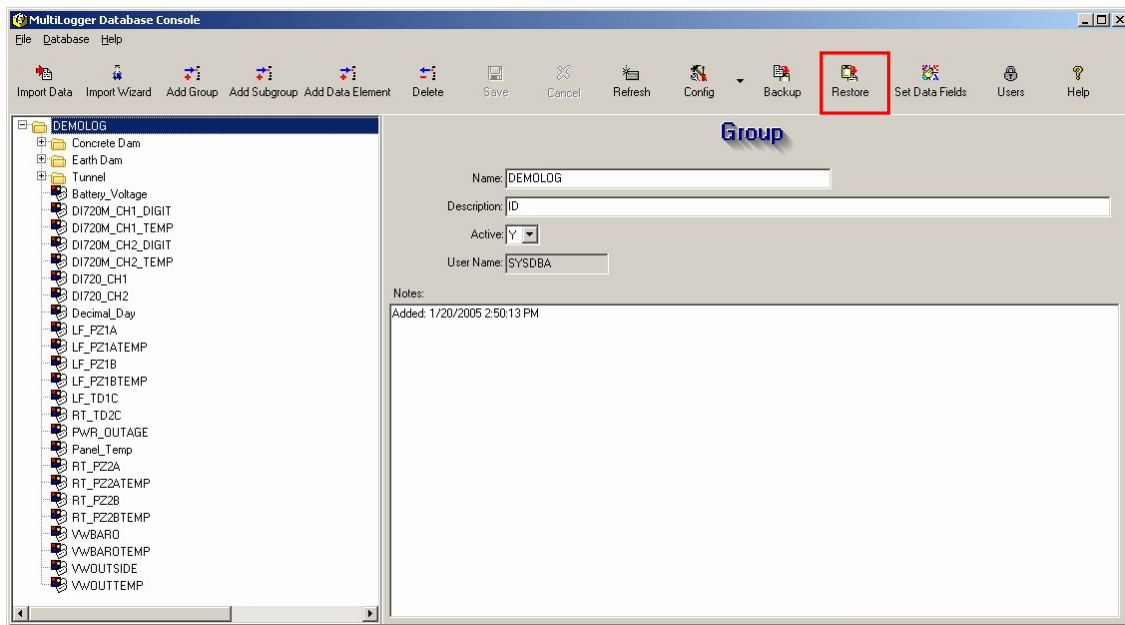 MultiLogger Database Console
File Database Help
Import Data Import Wizard Add Group Add Subgroup Add Data Element Delete Save Cancel Refresh Config Backup Restore Set Data Fields Users Help
DEMOLOG
Concrete Dam
Earth Dam
Tunnel
Battery_Voltage
DI720M_CH1_DIGIT
DI720M_CH1_TEMP
DI720M_CH2_DIGIT
DI720M_CH2_TEMP
DI720_CH1
DI720_CH2
Decimal_Day
LF_PZ1A
LF_PZ1ATEMP
LF_PZ1B
LF_PZ1BTEMP
LF_TD1C
RT_TD2C
PWR_OUTAGE
Panel_Temp
RT_PZ2A
RT_PZ2ATEMP
RT_PZ2B
RT_PZ2BTEMP
VWBARO
VWBAROTEMP
VWOUTSIDE
VWOUTTEMP
Group
Name: DEMOLOG
Description: ID
Active: Y
User Name: SYSDBA
Notes:
Added: 1/20/2005 2:50:13 PM